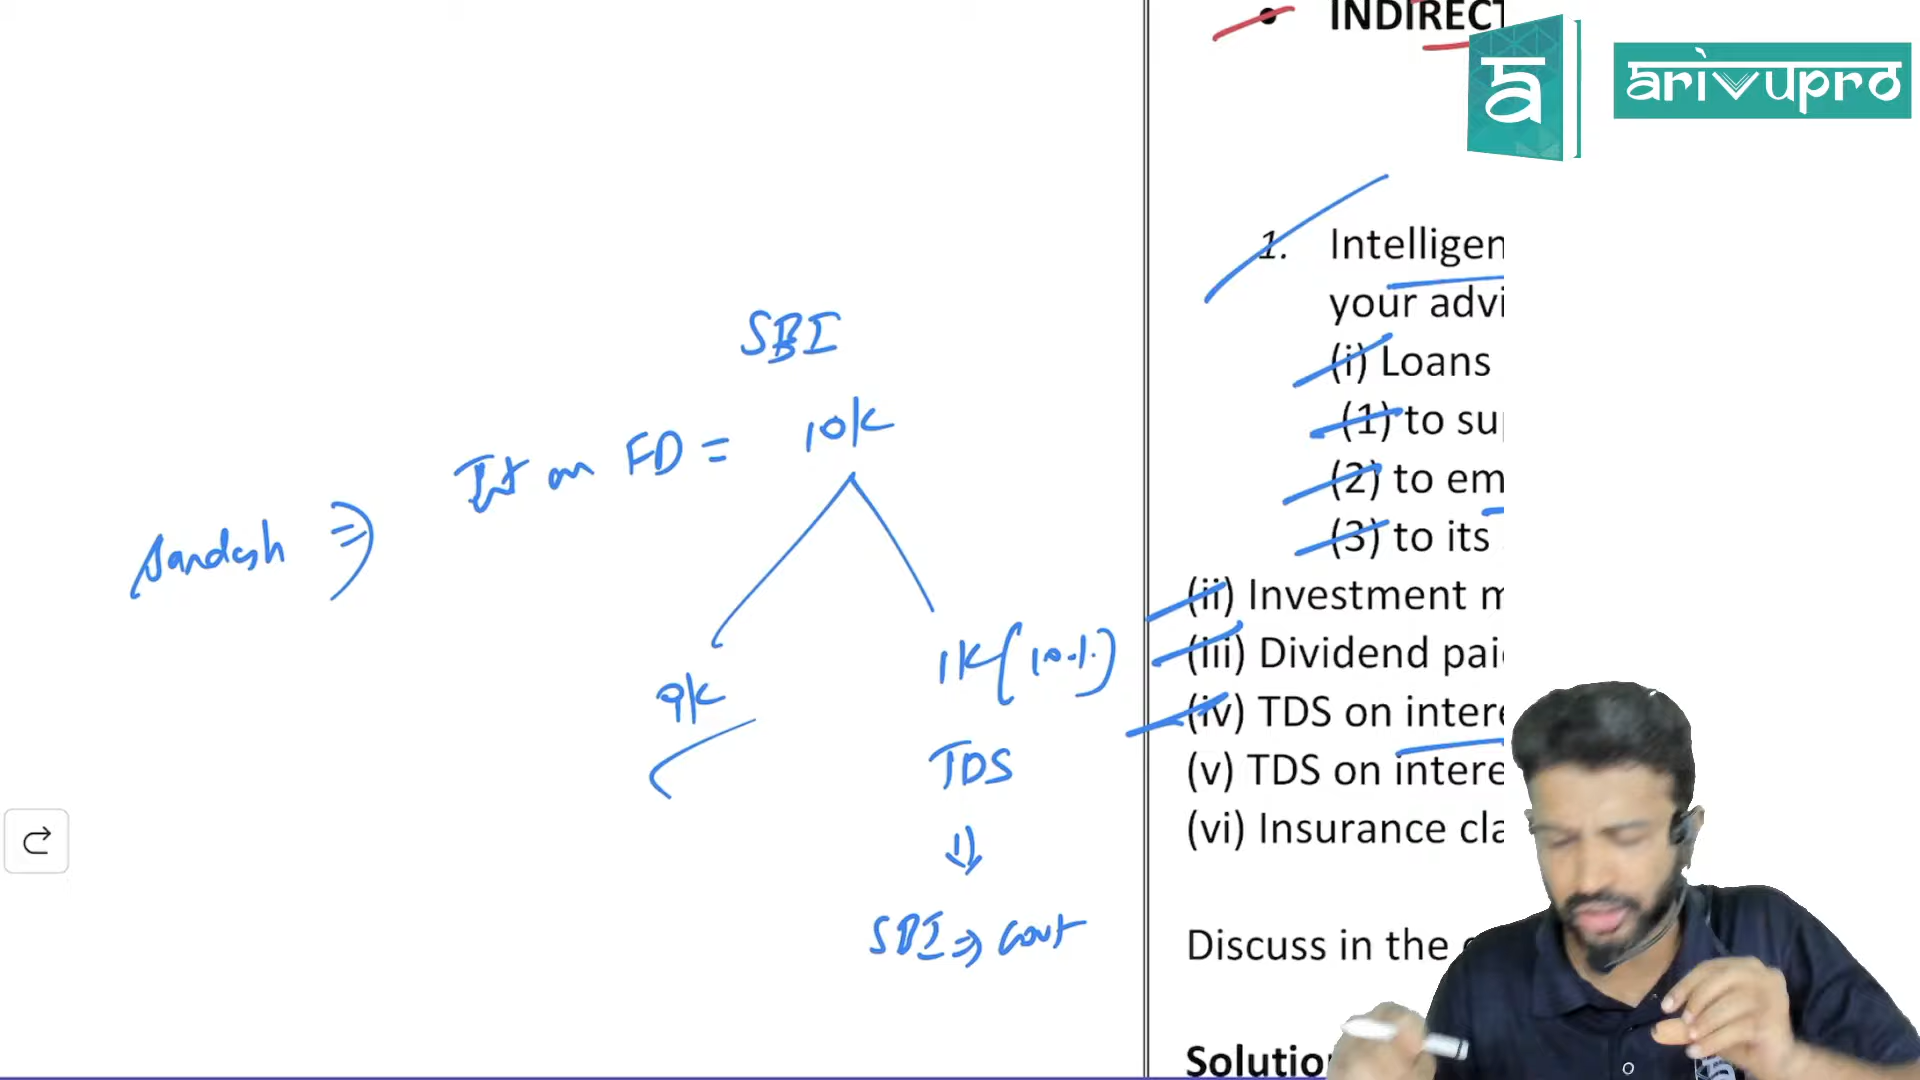 INDIRECT
a
arivupro
1. Intelligen
your advi
(i) Loans
(1) to su
(2) to em
(3) to its
(ii) Investment m
(iii) Dividend paid
(iv) TDS on intere
(v) TDS on intere
(vi) Insurance cla
Discuss in the
Solutio
SBI
Int on FD = 10K
Sandesh ⇒
9K
1K (10%)
TDS
⇓
SBI ⇒ Govt